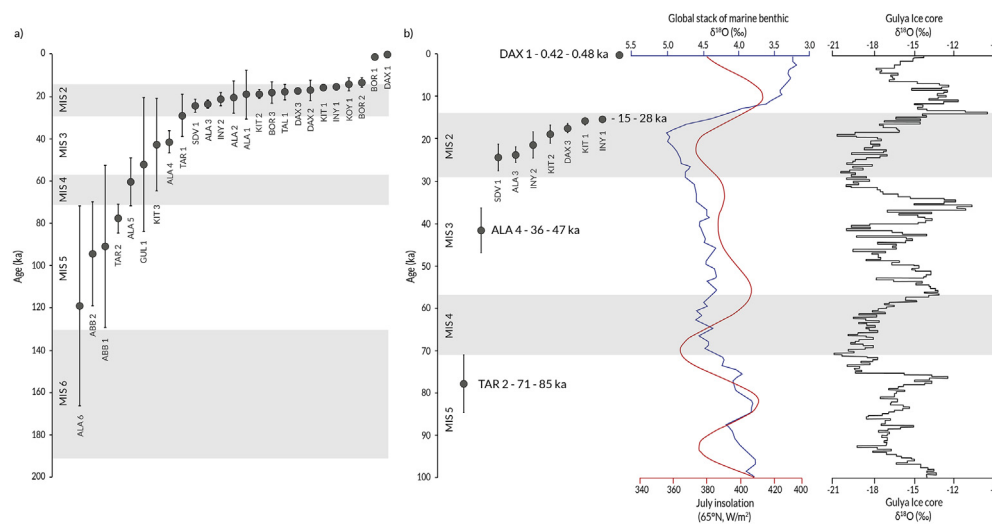 a)
Age (ka)
0
20
40
60
80
100
120
140
160
180
200
MIS 2
MIS 3
MIS 4
MIS 5
MIS 6
ALA 6
ABB 2
ABB 1
TAR 2
ALA 5
GUL 1
KIT 3
ALA 4
TAR 1
SDV 1
ALA 3
INY 2
ALA 2
ALA 1
KIT 2
BOR 3
TAL 1
DAX 3
DAX 2
KIT 1
INY 1
KOY 1
BOR 2
BOR 1
DAX 1
b)
Age (ka)
0
10
20
30
40
50
60
70
80
90
100
MIS 2
MIS 3
MIS 4
MIS 5
DAX 1 - 0.42 - 0.48 ka
- 15 - 28 ka
SDV 1
ALA 3
INY 2
KIT 2
DAX 3
KIT 1
INY 1
ALA 4 - 36 - 47 ka
TAR 2 - 71 - 85 ka
Global stack of marine benthic
δ18O (‰)
5.5 5.0 4.5 4.0 3.5 3.0
340 360 380 400 420 400
July insolation
(65°N, W/m²)
Gulya Ice core
δ18O (‰)
-21 -18 -15 -12 -9
-21 -18 -15 -12 -9
Gulya Ice core
δ18O (‰)